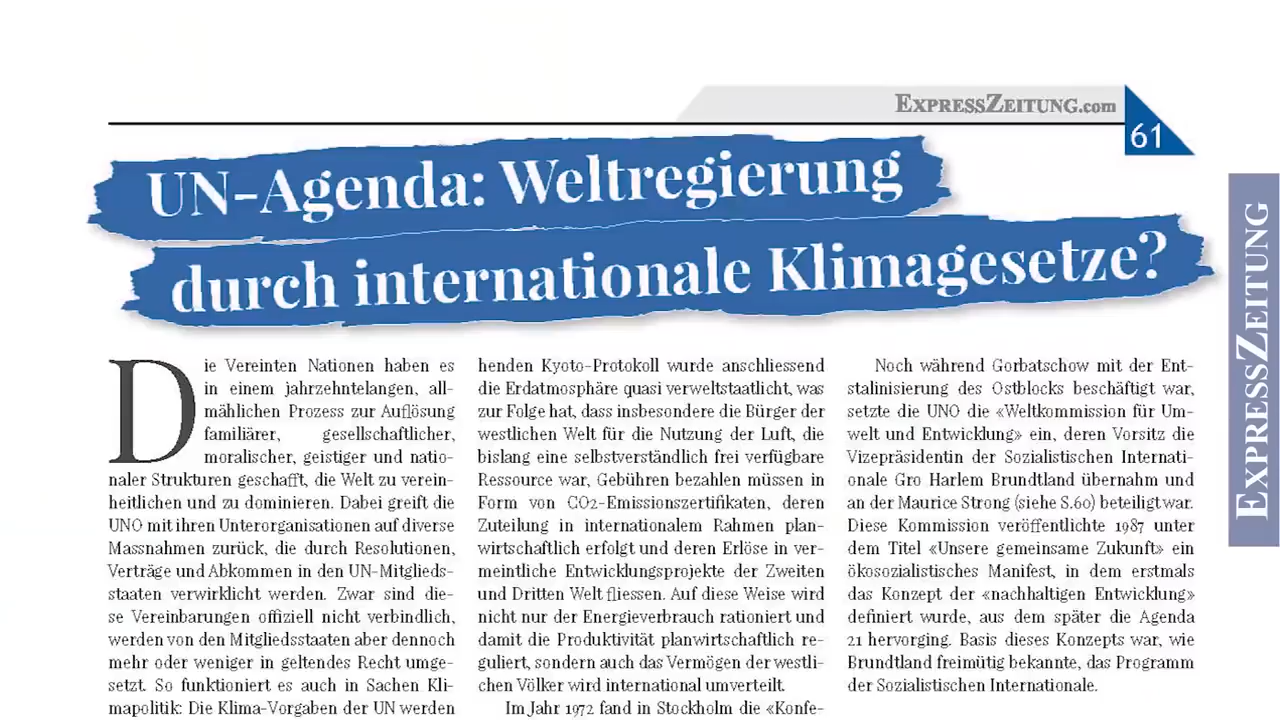 EXPRESSZEITUNG.com
61
UN-Agenda: Weltregierung
durch internationale Klimagesetze?
Die Vereinten Nationen haben es
in einem jahrzehntelangen, all-
mählichen Prozess zur Auflösung
familiärer, gesellschaftlicher,
moralischer, geistiger und natio-
naler Strukturen geschafft, die Welt zu verein-
heitlichen und zu dominieren. Dabei greift die
UNO mit ihren Unterorganisationen auf diverse
Massnahmen zurück, die durch Resolutionen,
Verträge und Abkommen in den UN-Mitglieds-
staaten verwirklicht werden. Zwar sind die-
se Vereinbarungen offiziell nicht verbindlich,
werden von den Mitgliedsstaaten aber dennoch
mehr oder weniger in geltendes Recht umge-
setzt. So funktioniert es auch in Sachen Kli-
mapolitik: Die Klima-Vorgaben der UN werden
henden Kyoto-Protokoll wurde anschliessend
die Erdatmosphäre quasi verweltstaatlicht, was
zur Folge hat, dass insbesondere die Bürger der
westlichen Welt für die Nutzung der Luft, die
bislang eine selbstverständlich frei verfügbare
Ressource war, Gebühren bezahlen müssen in
Form von CO2-Emissionszertifikaten, deren
Zuteilung in internationalem Rahmen plan-
wirtschaftlich erfolgt und deren Erlöse in ver-
meintliche Entwicklungsprojekte der Zweiten
und Dritten Welt fliessen. Auf diese Weise wird
nicht nur der Energieverbrauch rationiert und
damit die Produktivität planwirtschaftlich re-
guliert, sondern auch das Vermögen der westli-
chen Völker wird international umverteilt.
Im Jahr 1972 fand in Stockholm die «Konfe-
Noch während Gorbatschow mit der Ent-
stalinisierung des Ostblocks beschäftigt war,
setzte die UNO die «Weltkommission für Um-
welt und Entwicklung» ein, deren Vorsitz die
Vizepräsidentin der Sozialistischen Internati-
onale Gro Harlem Brundtland übernahm und
an der Maurice Strong (siehe S.60) beteiligt war.
Diese Kommission veröffentlichte 1987 unter
dem Titel «Unsere gemeinsame Zukunft» ein
ökosozialistisches Manifest, in dem erstmals
das Konzept der «nachhaltigen Entwicklung»
definiert wurde, aus dem später die Agenda
21 hervorging. Basis dieses Konzepts war, wie
Brundtland freimütig bekannte, das Programm
der Sozialistischen Internationale.
EXPRESSZEITUNG